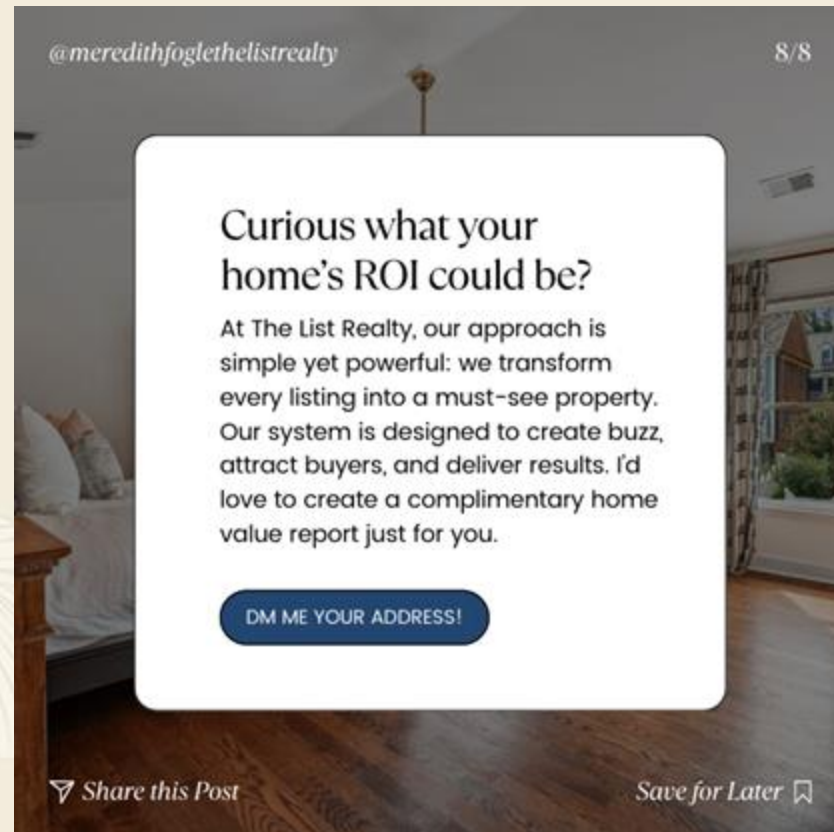 @meredithfoglethelistrealty
8/8
Curious what your
home's ROI could be?
At The List Realty, our approach is
simple yet powerful: we transform
every listing into a must-see property.
Our system is designed to create buzz,
attract buyers, and deliver results. I'd
love to create a complimentary home
value report just for you.
DM ME YOUR ADDRESS!
Share this Post
Save for Later